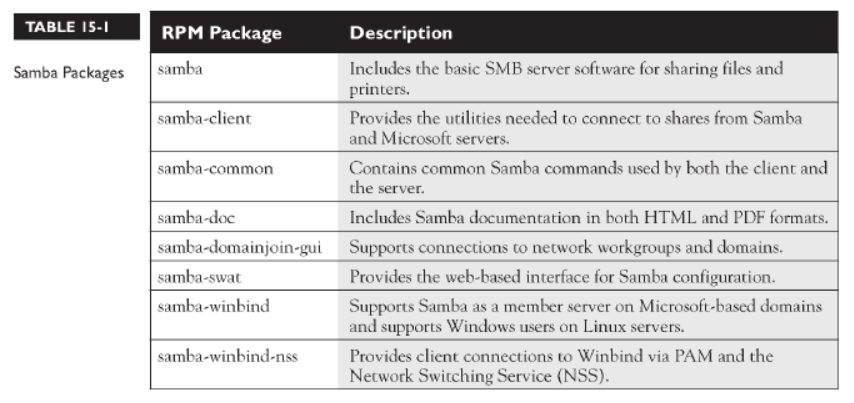 TABLE 15-1
Samba Packages
RPM Package Description
samba Includes the basic SMB server software for sharing files and
printers.
samba-client Provides the utilities needed to connect to shares from Samba
and Microsoft servers.
samba-common Contains common Samba commands used by both the client and
the server.
samba-doc Includes Samba documentation in both HTML and PDF formats.
samba-domainjoin-gui Supports connections to network workgroups and domains.
samba-swat Provides the web-based interface for Samba configuration.
samba-winbind Supports Samba as a member server on Microsoft-based domains
and supports Windows users on Linux servers.
samba-winbind-nss Provides client connections to Winbind via PAM and the
Network Switching Service (NSS).